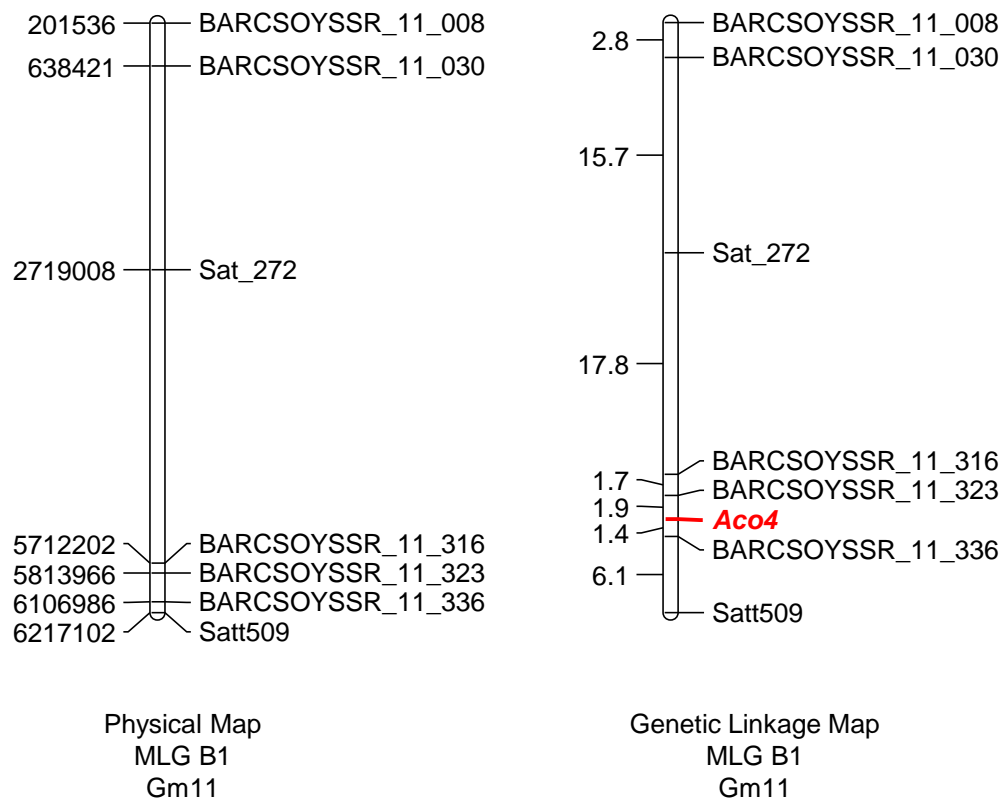 201536 BARCSOYSSR_11_008
638421 BARCSOYSSR_11_030
2719008 Sat_272
5712202 BARCSOYSSR_11_316
5813966 BARCSOYSSR_11_323
6106986 BARCSOYSSR_11_336
6217102 Satt509
Physical Map
MLG B1
Gm11
BARCSOYSSR_11_008
2.8
BARCSOYSSR_11_030
15.7
Sat_272
17.8
BARCSOYSSR_11_316
1.7
BARCSOYSSR_11_323
1.9
Aco4
1.4
BARCSOYSSR_11_336
6.1
Satt509
Genetic Linkage Map
MLG B1
Gm11